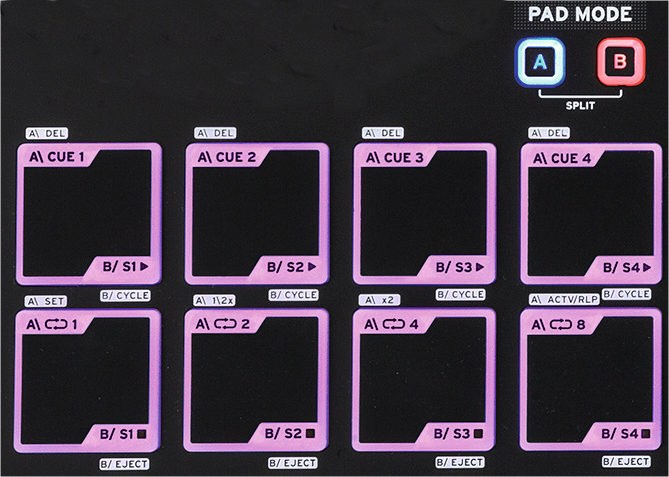 PAD MODE
A B
SPLIT
A\ DEL A\ DEL A\ DEL A\ DEL
A\ CUE 1 A\ CUE 2 A\ CUE 3 A\ CUE 4
B/ S1 B/ S2 B/ S3 B/ S4
B/ CYCLE B/ CYCLE B/ CYCLE B/ CYCLE
A\ SET A\ 1\2x A\ x2 A\ ACTV/RLP
A\ 1 A\ 2 A\ 4 A\ 8
B/ S1 B/ S2 B/ S3 B/ S4
B/ EJECT B/ EJECT B/ EJECT B/ EJECT